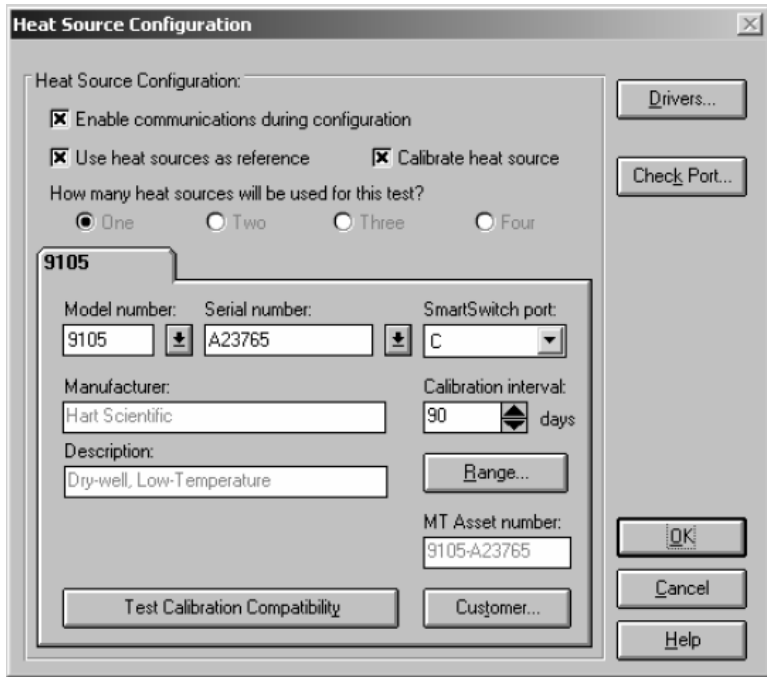 Heat Source Configuration
Heat Source Configuration:
Drivers...
Enable communications during configuration
Use heat sources as reference
Calibrate heat source
Check Port...
How many heat sources will be used for this test?
One Two Three Four
9105
Model number: Serial number: SmartSwitch port:
9105 A23765 C
Manufacturer: Calibration interval:
Hart Scientific 90 days
Description:
Dry-well, Low-Temperature
Range...
MT Asset number:
9105-A23765
OK
Test Calibration Compatibility
Customer...
Cancel
Help